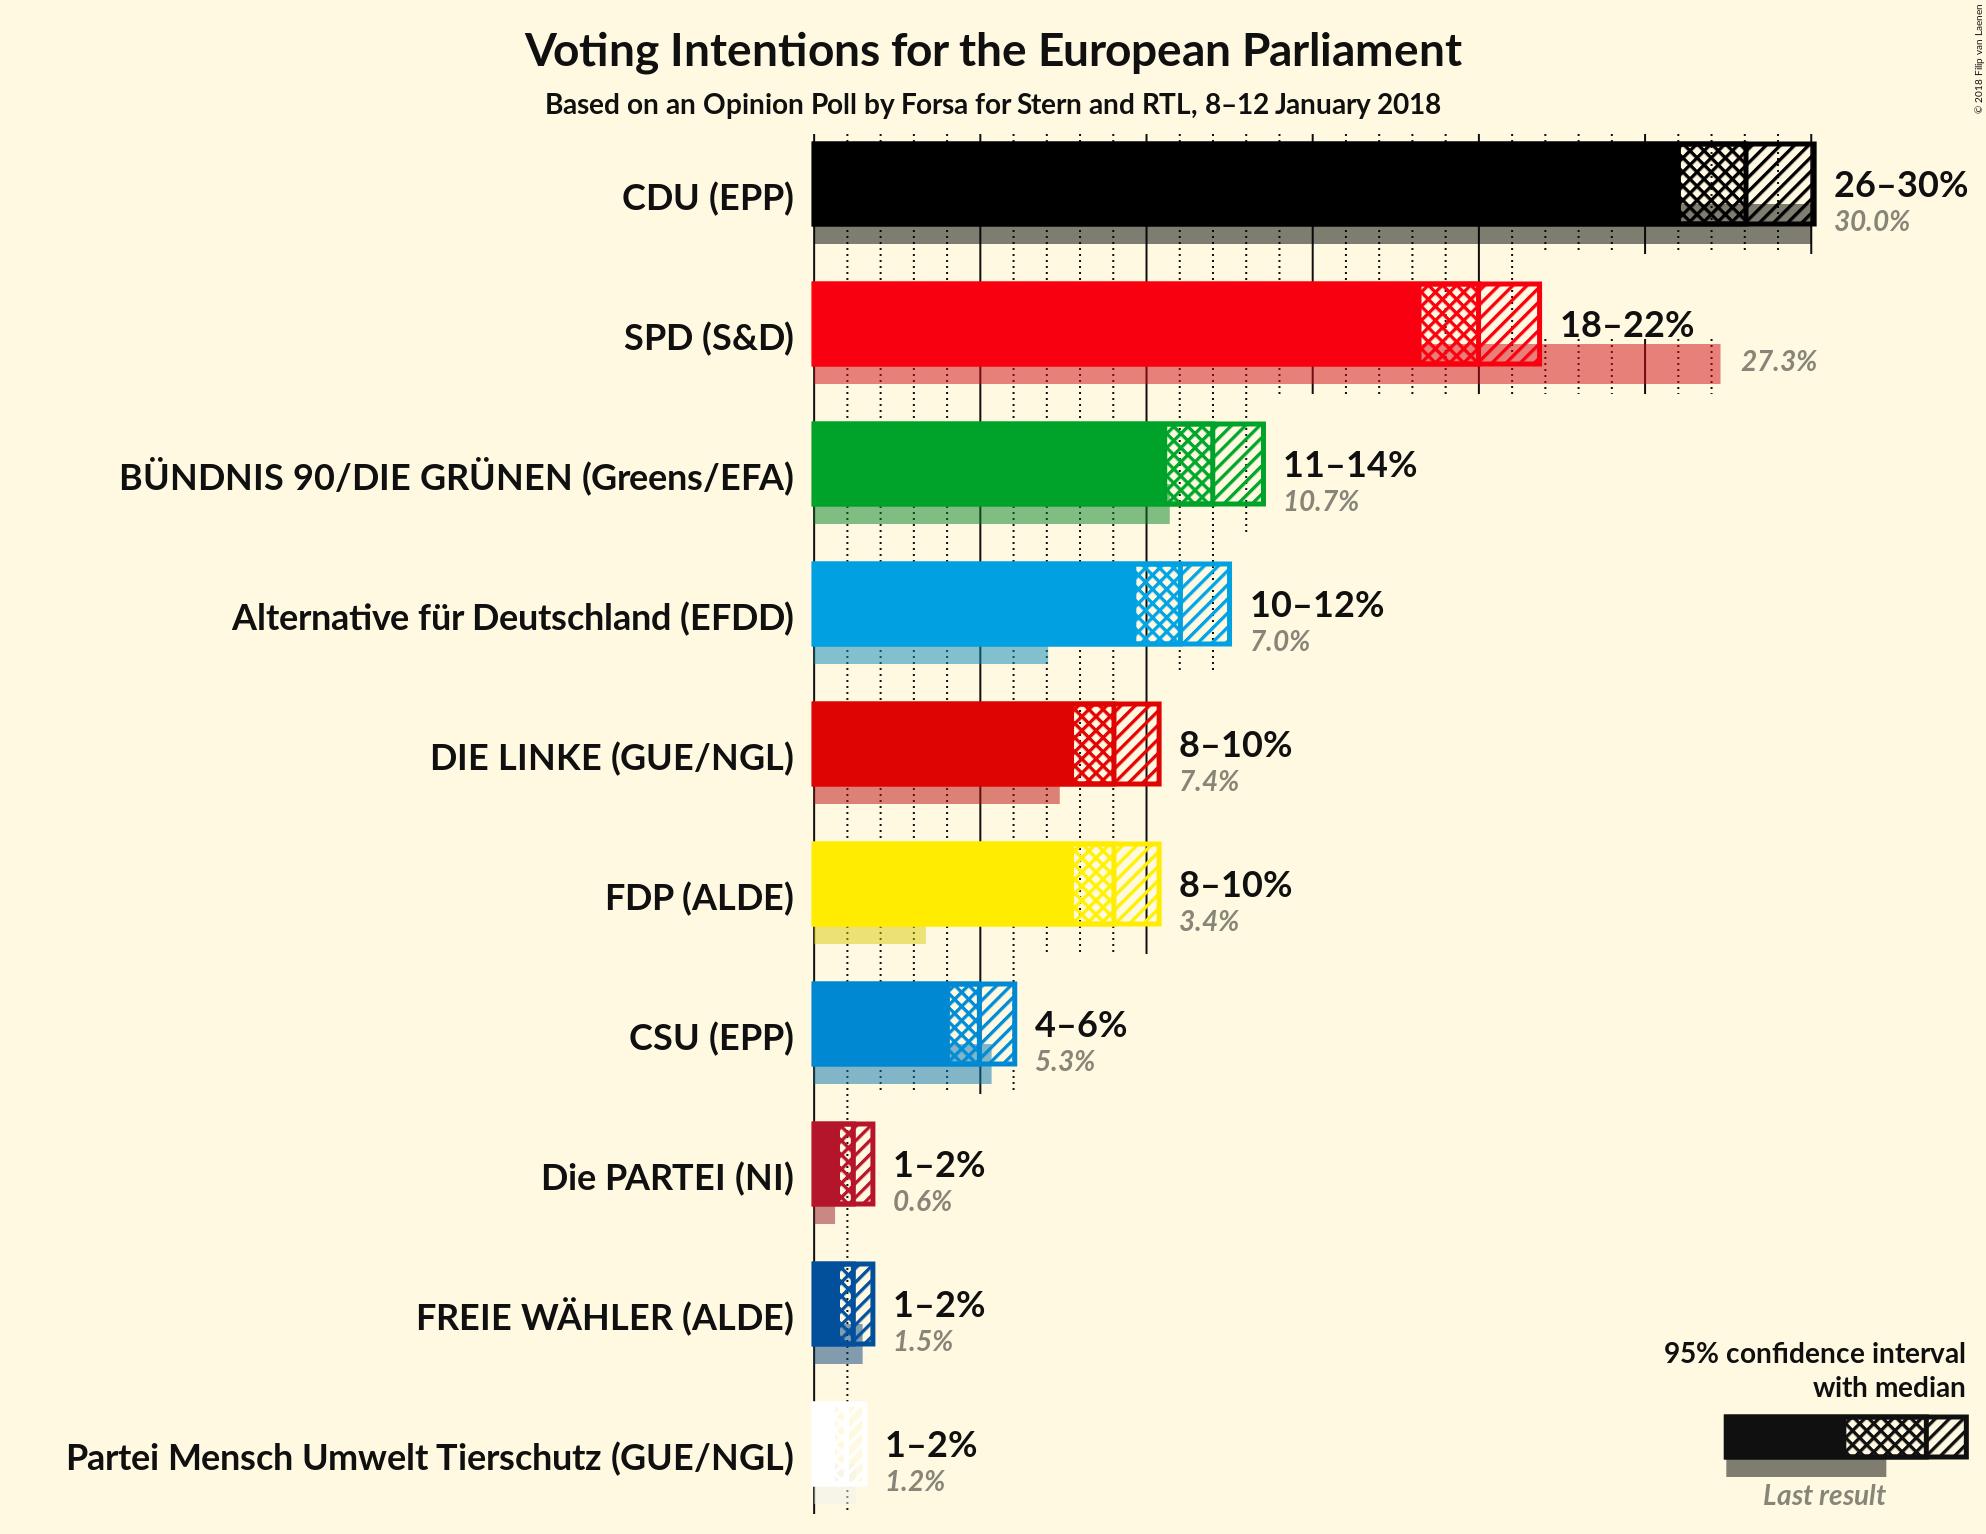 Voting Intentions for the European Parliament
Based on an Opinion Poll by Forsa for Stern and RTL, 8–12 January 2018
© 2018 Filip van Laenen
CDU (EPP)
26–30%
30.0%
SPD (S&D)
18–22%
27.3%
BÜNDNIS 90/DIE GRÜNEN (Greens/EFA)
11–14%
10.7%
Alternative für Deutschland (EFDD)
10–12%
7.0%
DIE LINKE (GUE/NGL)
8–10%
7.4%
FDP (ALDE)
8–10%
3.4%
CSU (EPP)
4–6%
5.3%
Die PARTEI (NI)
1–2%
0.6%
FREIE WÄHLER (ALDE)
1–2%
1.5%
Partei Mensch Umwelt Tierschutz (GUE/NGL)
1–2%
1.2%
95% confidence interval
with median
Last result